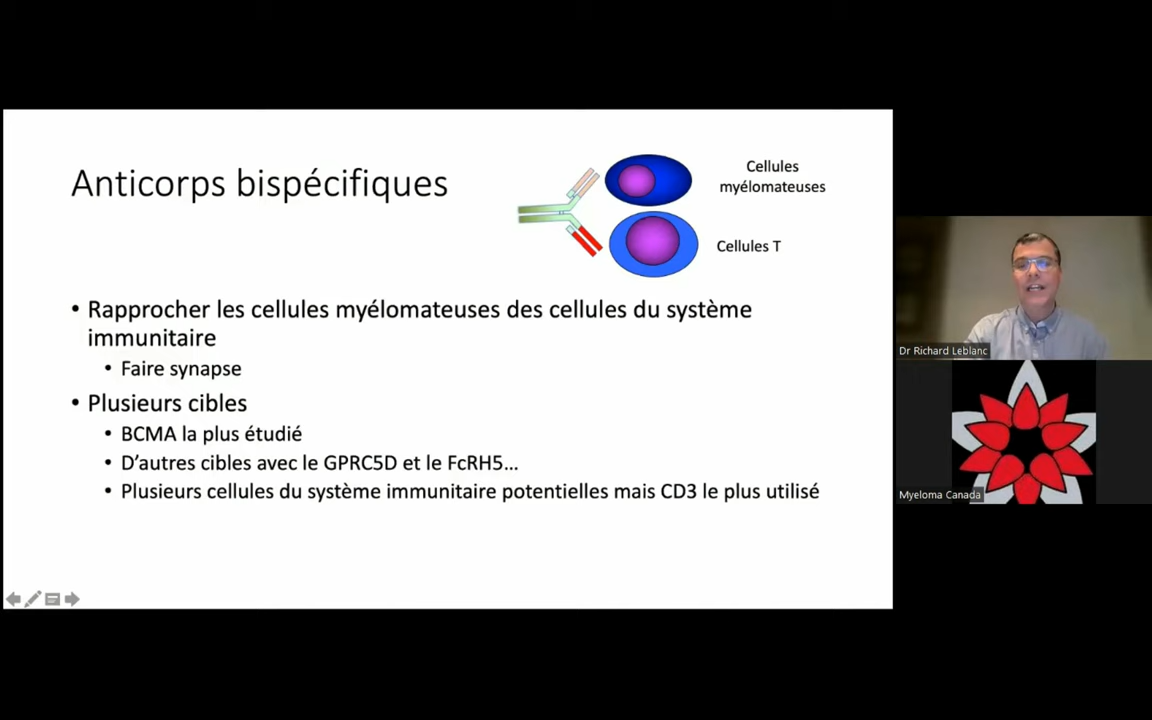 Anticorps bispécifiques
Cellules
myélomateuses
Cellules T
• Rapprocher les cellules myélomateuses des cellules du système
immunitaire
• Faire synapse
• Plusieurs cibles
• BCMA la plus étudié
• D’autres cibles avec le GPRC5D et le FcRH5…
• Plusieurs cellules du système immunitaire potentielles mais CD3 le plus utilisé
Dr Richard Leblanc
Myeloma Canada